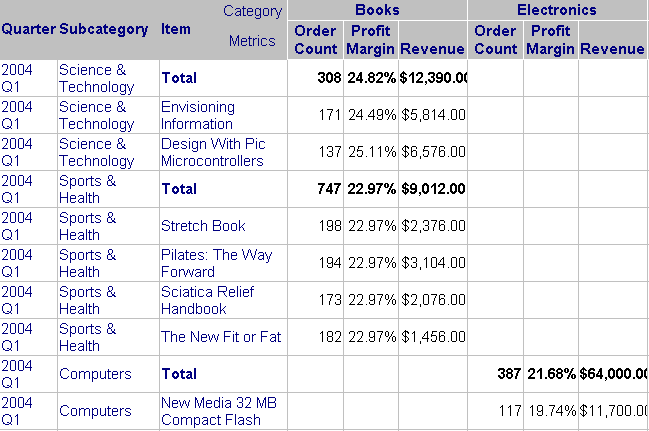 Category Books Electronics
Quarter Subcategory Item Metrics Order Count Profit Margin Revenue Order Count Profit Margin Revenue
2004 Q1 Science & Technology Total 308 24.82% $12,390.00
2004 Q1 Science & Technology Envisioning Information 171 24.49% $5,814.00
2004 Q1 Science & Technology Design With Pic Microcontrollers 137 25.11% $6,576.00
2004 Q1 Sports & Health Total 747 22.97% $9,012.00
2004 Q1 Sports & Health Stretch Book 198 22.97% $2,376.00
2004 Q1 Sports & Health Pilates: The Way Forward 194 22.97% $3,104.00
2004 Q1 Sports & Health Sciatica Relief Handbook 173 22.97% $2,076.00
2004 Q1 Sports & Health The New Fit or Fat 182 22.97% $1,456.00
2004 Q1 Computers Total 387 21.68% $64,000.00
2004 Q1 Computers New Media 32 MB Compact Flash 117 19.74% $11,700.00